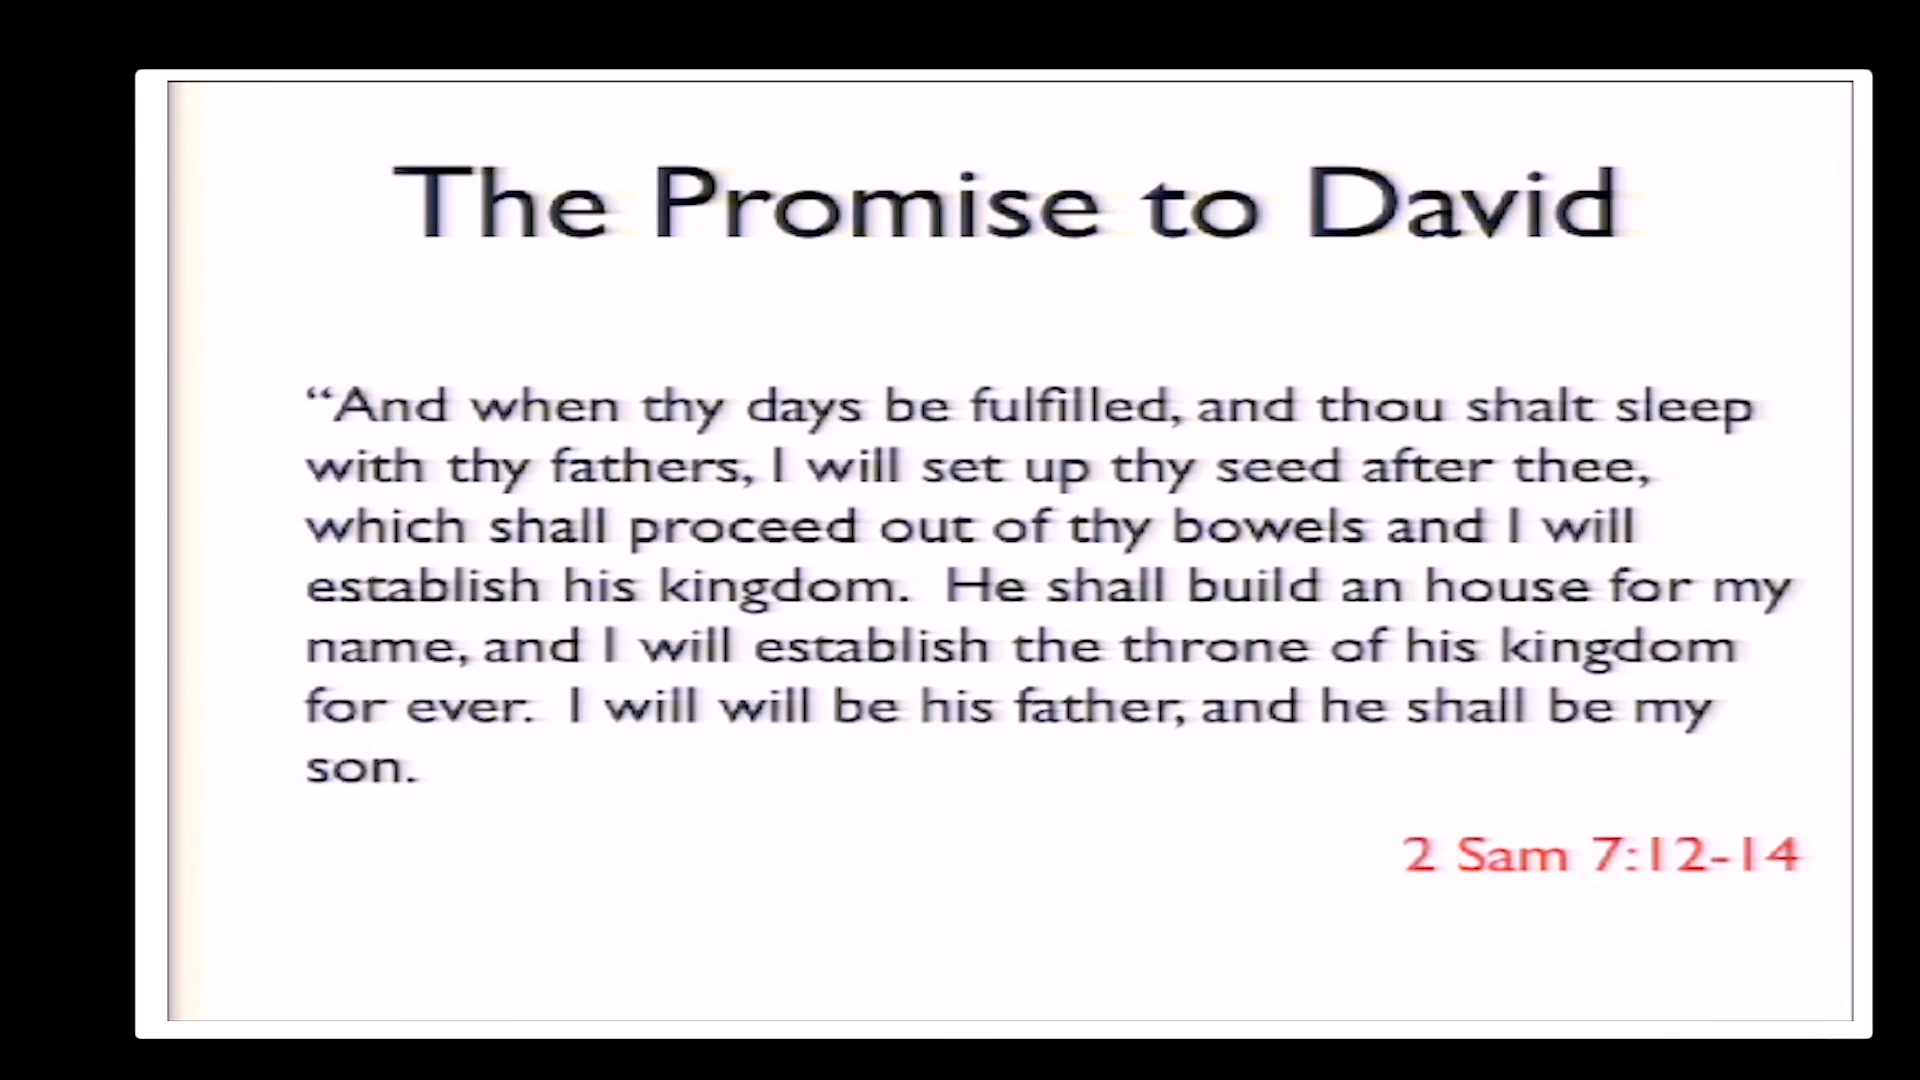 The Promise to David
“And when thy days be fulfilled, and thou shalt sleep
with thy fathers, I will set up thy seed after thee,
which shall proceed out of thy bowels and I will
establish his kingdom. He shall build an house for my
name, and I will establish the throne of his kingdom
for ever. I will will be his father, and he shall be my
son.
2 Sam 7:12-14